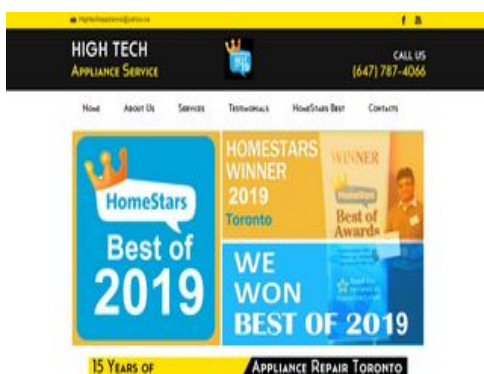 HIGH TECH
APPLIANCE SERVICE
CALL US
(647) 787-4066
HOME ABOUT US SERVICES TESTIMONIALS HOMESTARS BEST CONTACTS
HomeStars
Best of
2019
HOMESTARS
WINNER
2019
Toronto
WINNER
HomeStars
Best of
Awards
WE
WON
BEST OF 2019
15 YEARS OF
APPLIANCE REPAIR TORONTO